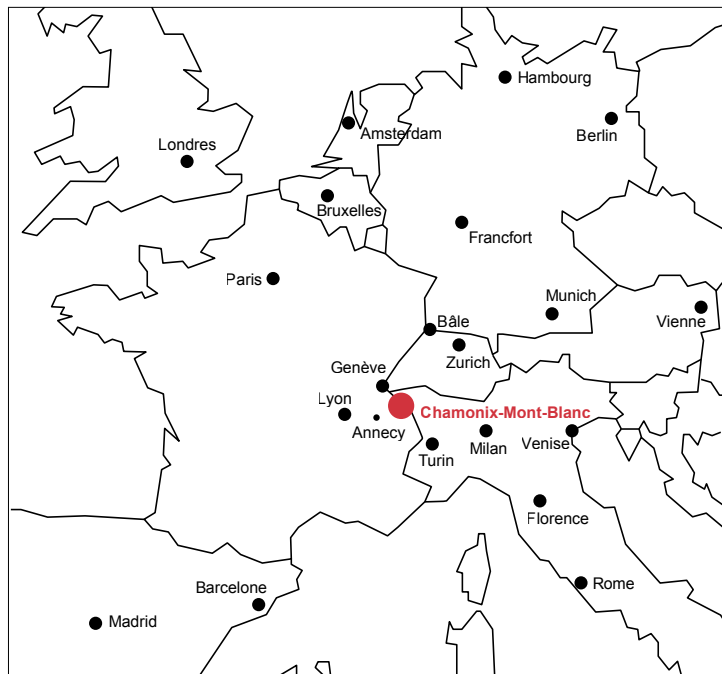 Hambourg
Berlin
Amsterdam
Londres
Bruxelles
Francfort
Paris
Munich
Vienne
Bâle
Zurich
Genève
Lyon
Chamonix-Mont-Blanc
Annecy
Turin
Milan
Venise
Florence
Rome
Barcelone
Madrid